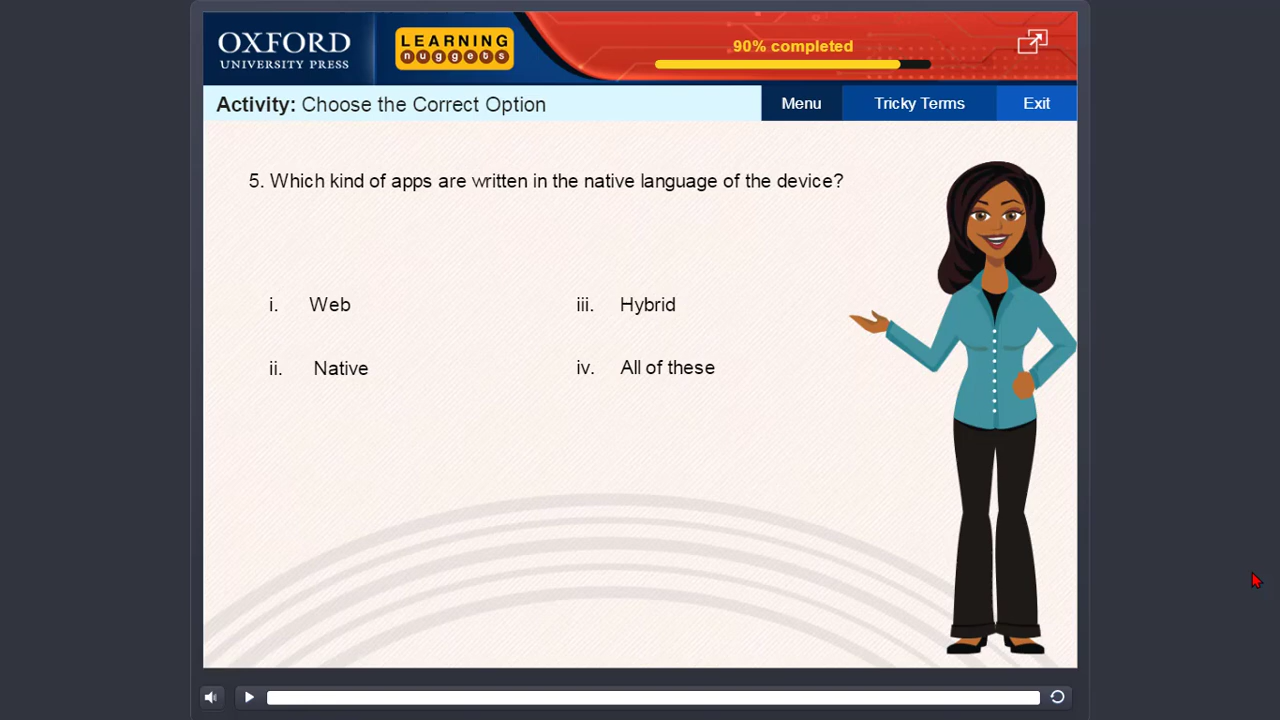 OXFORD
UNIVERSITY PRESS
LEARNING
nuggets
90% completed
Activity: Choose the Correct Option
Menu
Tricky Terms
Exit
5. Which kind of apps are written in the native language of the device?
i. Web
iii. Hybrid
ii. Native
iv. All of these